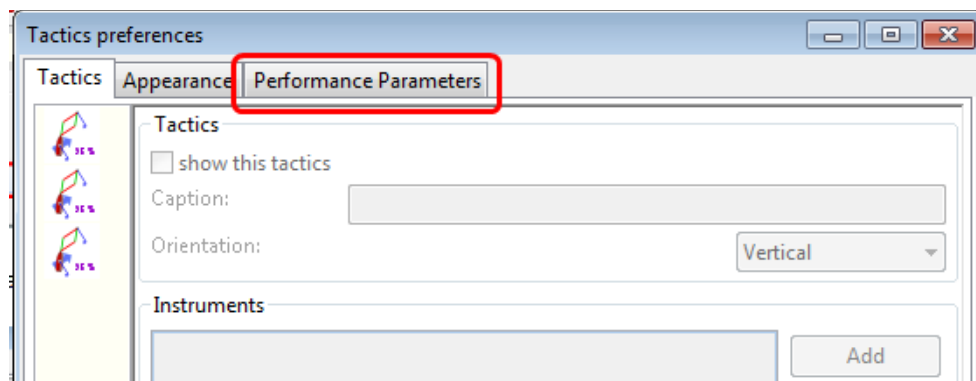 Tactics preferences
Tactics Appearance Performance Parameters
Tactics
show this tactics
Caption:
Orientation: Vertical
Instruments
Add